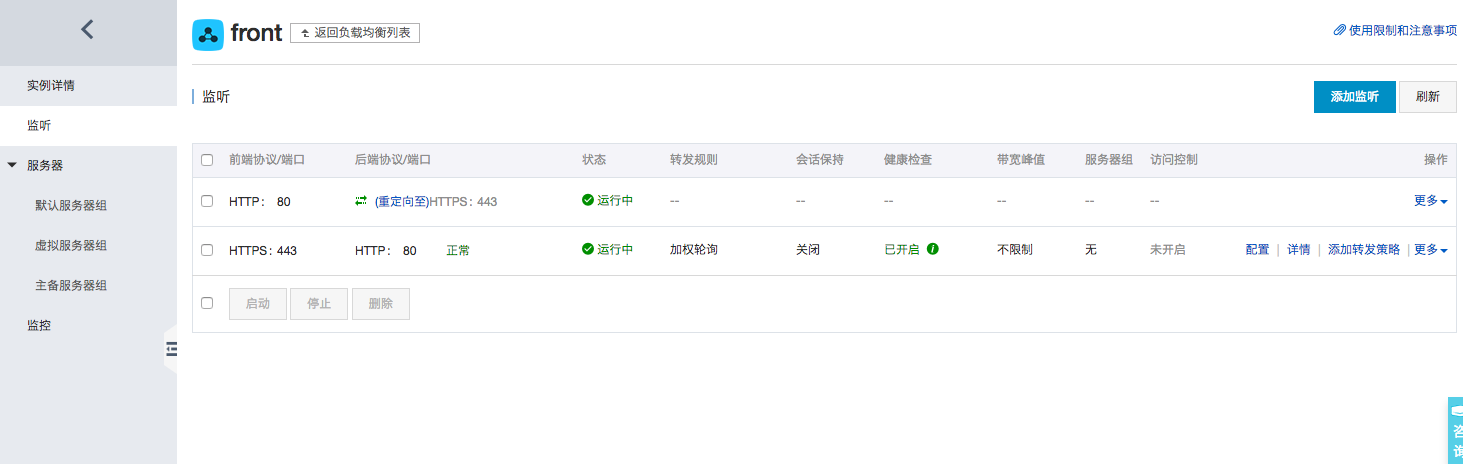 front 返回负载均衡列表
使用限制和注意事项
实例详情
监听
服务器
默认服务器组
虚拟服务器组
主备服务器组
监控
监听
添加监听 刷新
前端协议/端口 后端协议/端口 状态 转发规则 会话保持 健康检查 带宽峰值 服务器组 访问控制 操作
HTTP: 80 (重定向至)HTTPS: 443 运行中 -- -- -- -- -- -- 更多
HTTPS: 443 HTTP: 80 正常 运行中 加权轮询 关闭 已开启 不限制 无 未开启 配置 | 详情 | 添加转发策略 | 更多
启动 停止 删除
咨
询